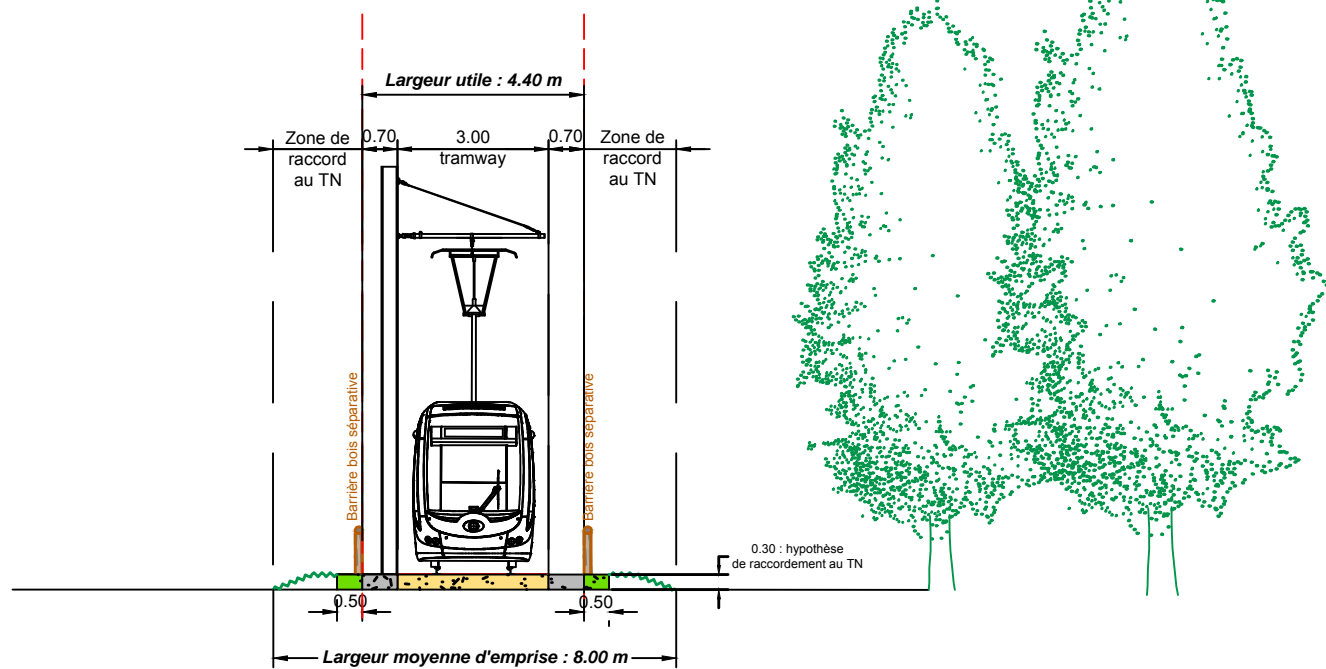 Largeur utile : 4.40 m
Zone de
raccord
au TN
0.70
3.00
tramway
0.70
Zone de
raccord
au TN
Barrière bois séparative
Barrière bois séparative
0.30 : hypothèse
de raccordement au TN
0.50
0.50
Largeur moyenne d'emprise : 8.00 m